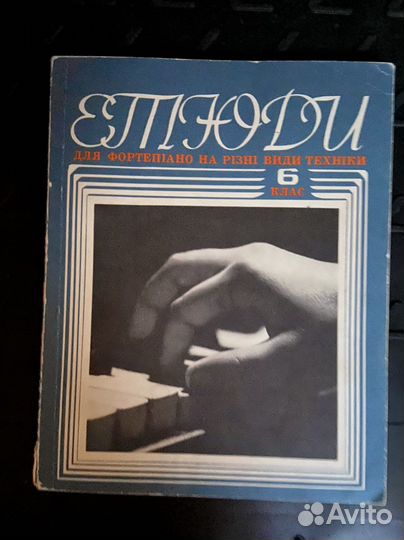 ЕТЮДИ
ДЛЯ ФОРТЕПІАНО НА РІЗНІ ВИДИ ТЕХНІКИ
6
КЛАС
Avito